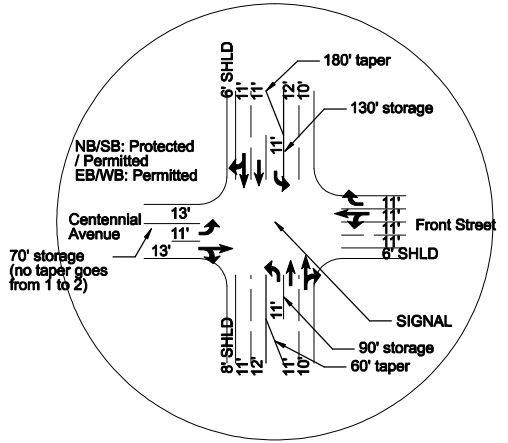 180' taper
6' SHLD
11'
11'
12'
10'
130' storage
NB/SB: Protected
/ Permitted
EB/WB: Permitted
11'
13'
Centennial
Avenue
11'
13'
70' storage
(no taper goes
from 1 to 2)
11'
11'
11'
11'
Front Street
6' SHLD
SIGNAL
11'
90' storage
60' taper
8' SHLD
11'
12'
11'
10'